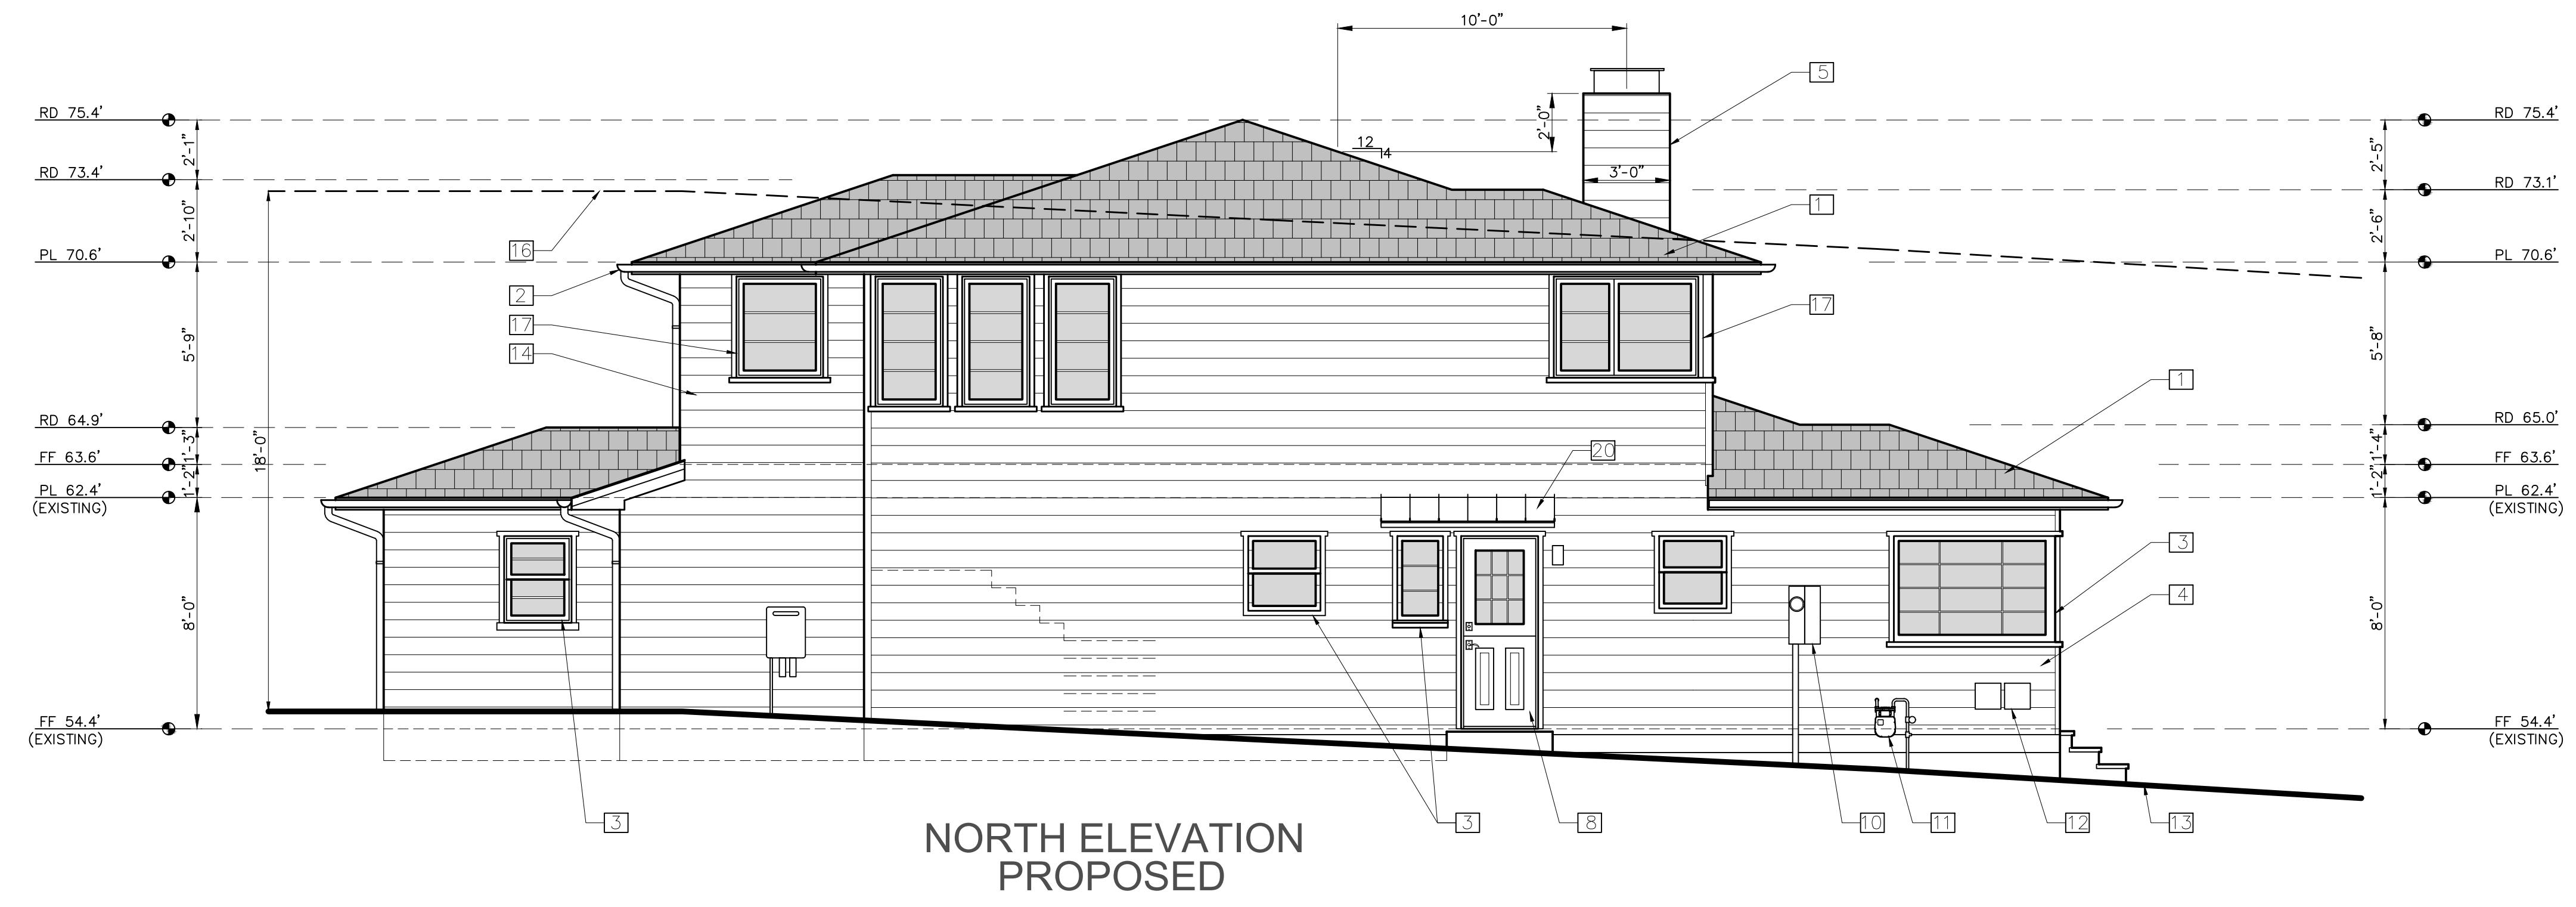 10'-0"
5
RD 75.4'
RD 75.4'
2'-0"
2'-1"
12
4
2'-5"
RD 73.4'
3'-0"
RD 73.1'
1
2'-10"
2'-6"
16
PL 70.6'
PL 70.6'
2
17
17
5'-9"
14
5'-8"
1
RD 64.9'
RD 65.0'
18'-0"
1'-3"
20
1'-4"
FF 63.6'
FF 63.6'
1'-2"
1'-2"
PL 62.4'
(EXISTING)
PL 62.4'
(EXISTING)
3
4
8'-0"
8'-0"
FF 54.4'
(EXISTING)
FF 54.4'
(EXISTING)
3
3
8
10
11
12
13
NORTH ELEVATION
PROPOSED